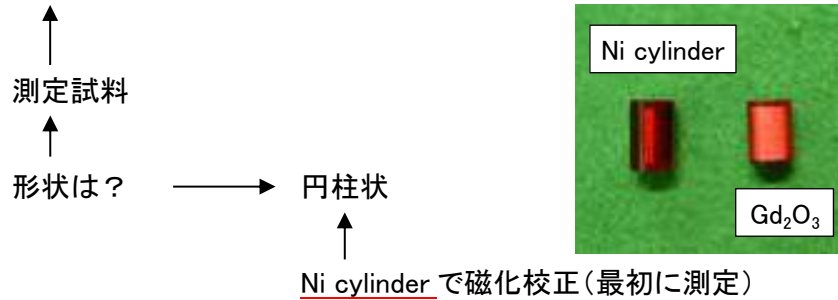 Ni cylinder
測定試料
形状は？
円柱状
Gd₂O₃
Ni cylinder で磁化校正（最初に測定）